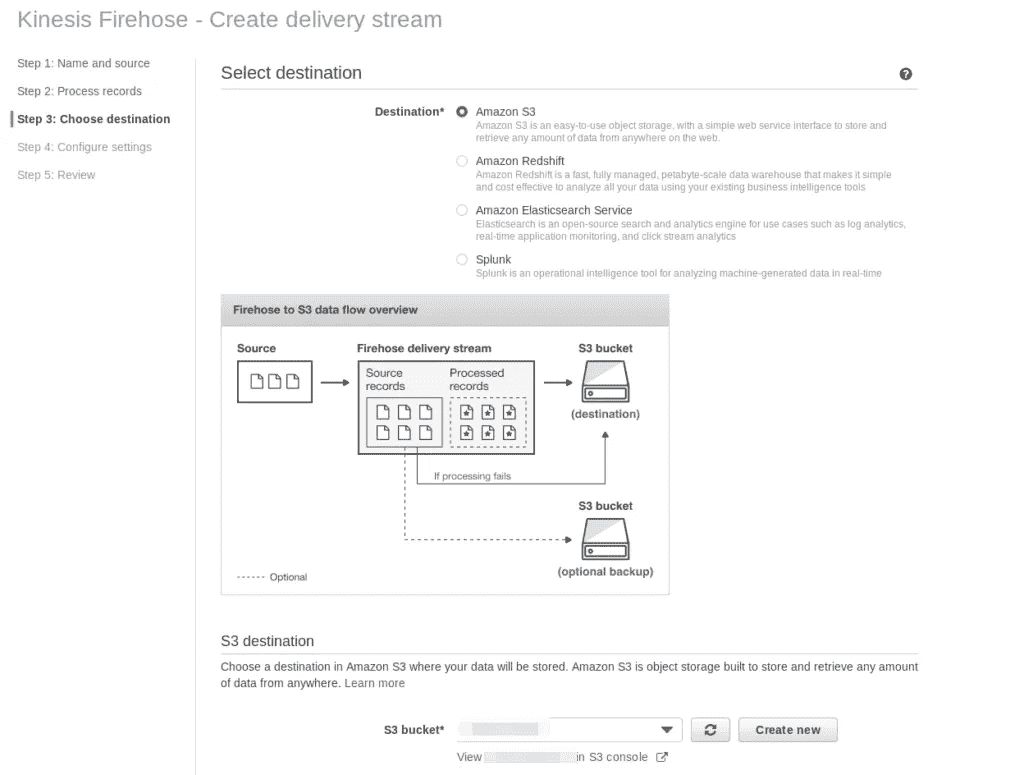 Kinesis Firehose - Create delivery stream
Step 1: Name and source
Step 2: Process records
Step 3: Choose destination
Step 4: Configure settings
Step 5: Review
Select destination
Destination*
Amazon S3
Amazon S3 is an easy-to-use object storage, with a simple web service interface to store and
retrieve any amount of data from anywhere on the web.
Amazon Redshift
Amazon Redshift is a fast, fully managed, petabyte-scale data warehouse that makes it simple
and cost effective to analyze all your data using your existing business intelligence tools
Amazon Elasticsearch Service
Elasticsearch is an open-source search and analytics engine for use cases such as log analytics,
real-time application monitoring, and click stream analytics
Splunk
Splunk is an operational intelligence tool for analyzing machine-generated data in real-time
Firehose to S3 data flow overview
Source
Firehose delivery stream
S3 bucket
Source
records
Processed
records
(destination)
If processing fails
S3 bucket
(optional backup)
Optional
S3 destination
Choose a destination in Amazon S3 where your data will be stored. Amazon S3 is object storage built to store and retrieve any amount
of data from anywhere. Learn more
S3 bucket*
Create new
View in S3 console